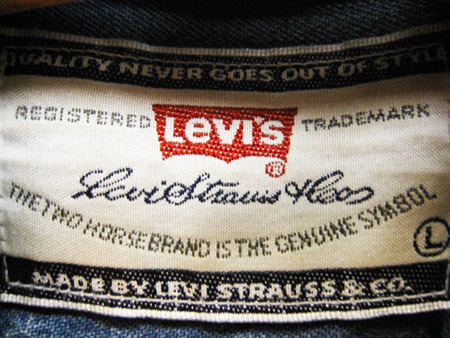 QUALITY NEVER GOES OUT OF STYLE
REGISTERED Levi's TRADEMARK
®
Levi Strauss & Co
THE TWO HORSE BRAND IS THE GENUINE SYMBOL
L
MADE BY LEVI STRAUSS & CO.